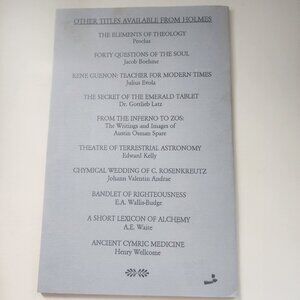 OTHER TITLES AVAILABLE FROM HOLMES
THE ELEMENTS OF THEOLOGY
Proclus
FORTY QUESTIONS OF THE SOUL
Jacob Boehme
RENE GUENON: TEACHER FOR MODERN TIMES
Julius Evola
THE SECRET OF THE EMERALD TABLET
Dr. Gottlieb Latz
FROM THE INFERNO TO ZOS:
The Writings and Images of
Austin Osman Spare
THEATRE OF TERRESTRIAL ASTRONOMY
Edward Kelly
CHYMICAL WEDDING OF C. ROSENKREUTZ
Johann Valentin Andrae
BANDLET OF RIGHTEOUSNESS
E.A. Wallis-Budge
A SHORT LEXICON OF ALCHEMY
A.E. Waite
ANCIENT CYMRIC MEDICINE
Henry Wellcome